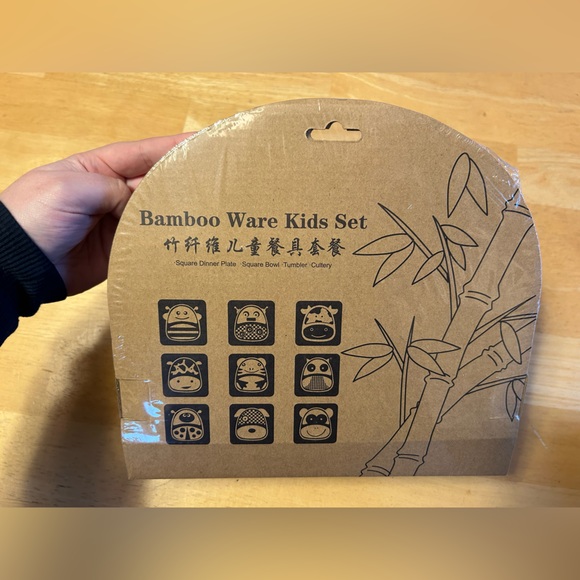 Bamboo Ware Kids Set
竹纤维儿童餐具套餐
Square Dinner Plate · Square Bowl · Tumbler · Cutlery